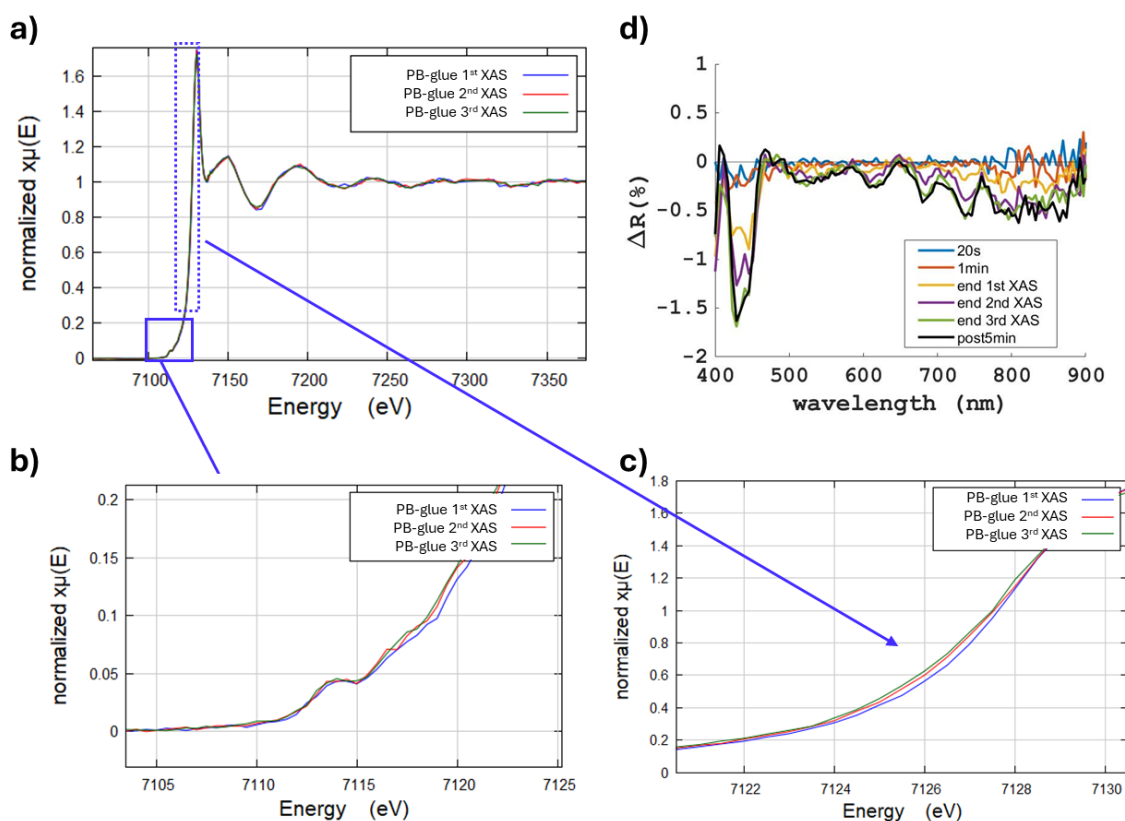 a)
normalized xμ(E)
1.6
1.4
1.2
1
0.8
0.6
0.4
0.2
0
7100 7150 7200 7250 7300 7350
Energy (eV)
PB-glue 1st XAS
PB-glue 2nd XAS
PB-glue 3rd XAS
d)
ΔR(%)
1
0.5
0
-0.5
-1
-1.5
-2
400 500 600 700 800 900
wavelength (nm)
20s
1min
end 1st XAS
end 2nd XAS
end 3rd XAS
post5min
b)
normalized xμ(E)
0.2
0.15
0.1
0.05
0
7105 7110 7115 7120 7125
Energy (eV)
PB-glue 1st XAS
PB-glue 2nd XAS
PB-glue 3rd XAS
c)
normalized xμ(E)
1.8
1.6
1.4
1.2
1
0.8
0.6
0.4
0.2
0
7122 7124 7126 7128 7130
Energy (eV)
PB-glue 1st XAS
PB-glue 2nd XAS
PB-glue 3rd XAS